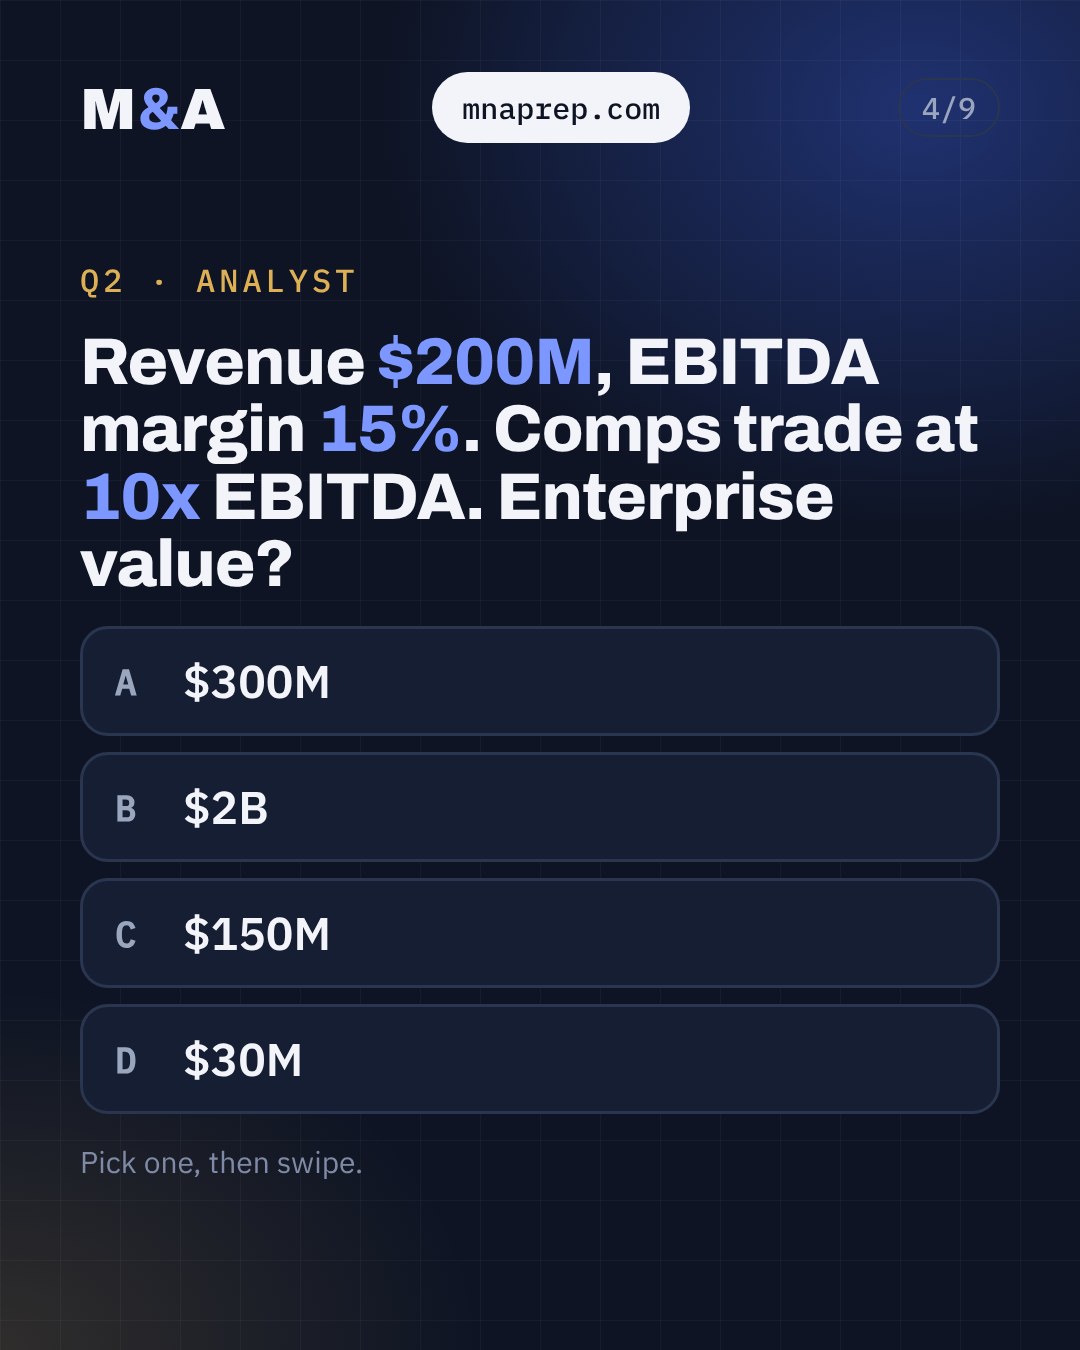 M&A
mnaprep.com
4/9
Q2 · ANALYST
Revenue $200M, EBITDA
margin 15%. Comps trade at
10x EBITDA. Enterprise
value?
A $300M
B $2B
C $150M
D $30M
Pick one, then swipe.